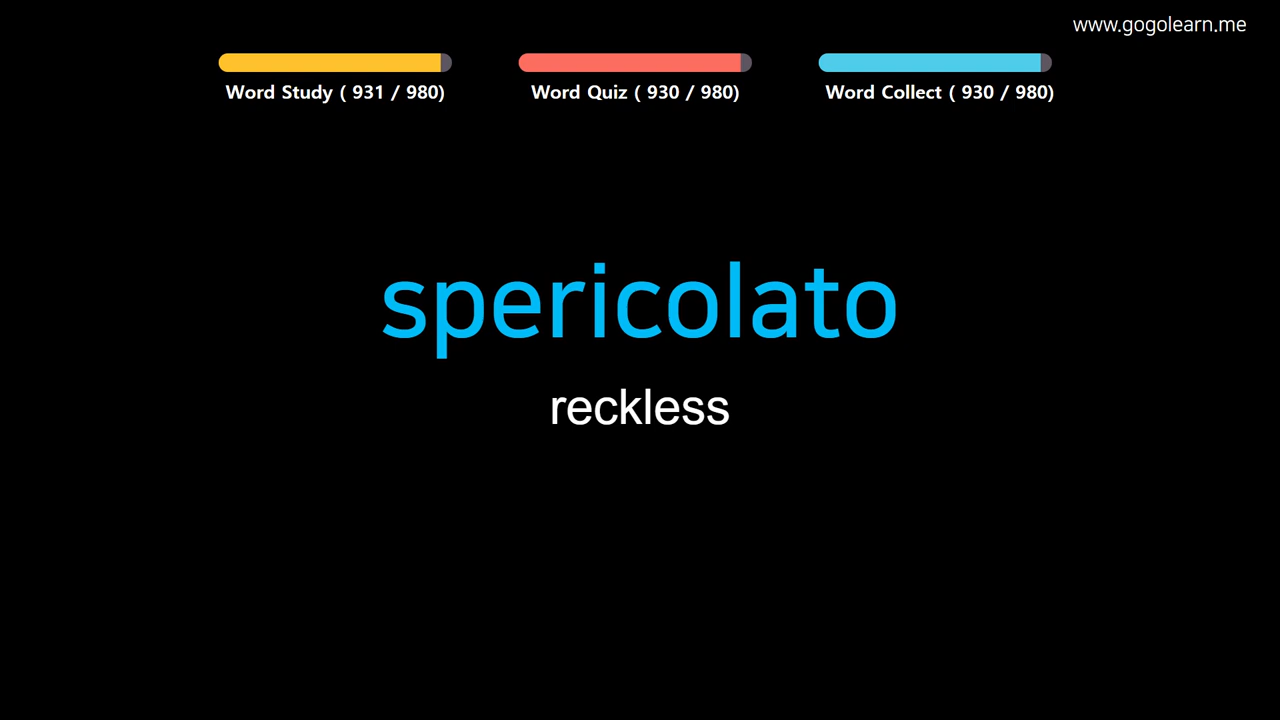 www.gogolearn.me
Word Study ( 931 / 980)
Word Quiz ( 930 / 980)
Word Collect ( 930 / 980)
spericolato
reckless